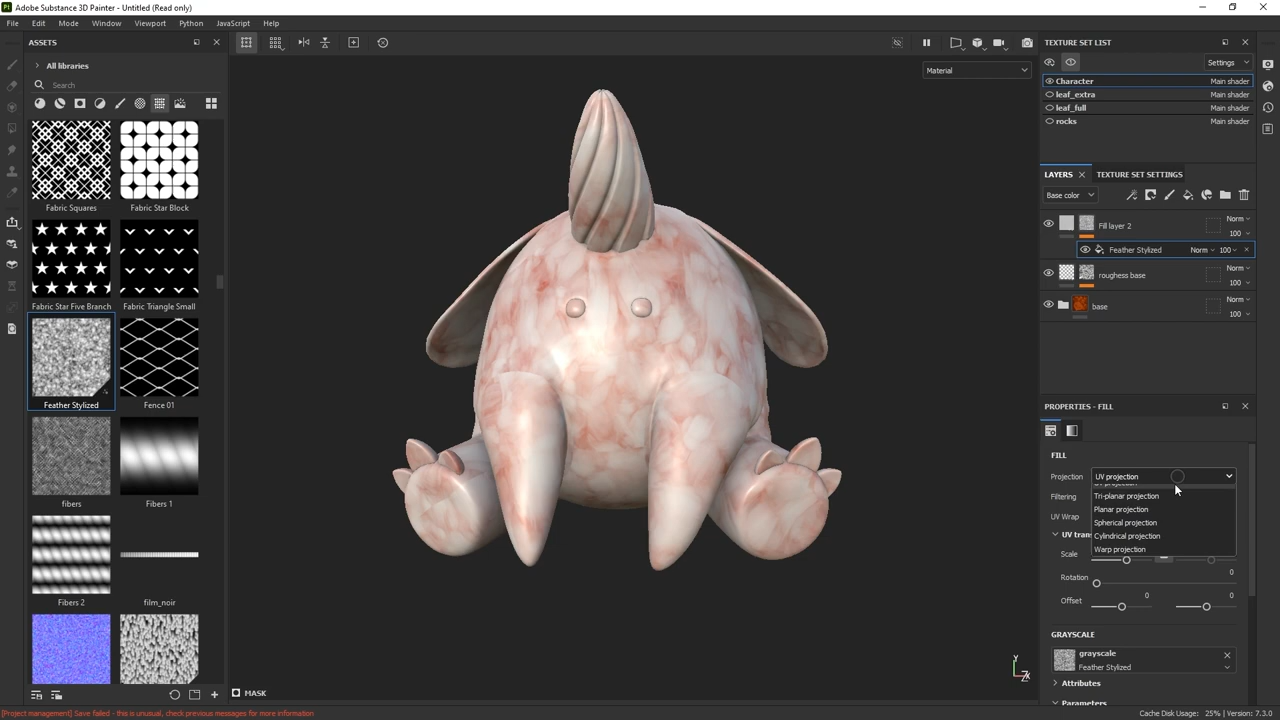 Adobe Substance 3D Painter - Untitled (Read only)
File Edit Mode Window Viewport Python JavaScript Help
ASSETS
All libraries
Search
Fabric Squares
Fabric Star Block
Fabric Star Five Branch
Fabric Triangle Small
Feather Stylized
Fence 01
fibers
Fibers 1
Fibers 2
film_noir
Material
MASK
Y
Z
TEXTURE SET LIST
Settings
Character Main shader
leaf_extra Main shader
leaf_full Main shader
rocks Main shader
LAYERS TEXTURE SET SETTINGS
Base color
Fill layer 2 Norm 100
Feather Stylized Norm 100
roughess base Norm 100
base Norm 100
PROPERTIES - FILL
FILL
Projection UV projection
Filtering
UV Wrap
Tri-planar projection
Planar projection
Spherical projection
Cylindrical projection
Warp projection
Scale
Rotation 0
Offset 0 0
GRAYSCALE
grayscale
Feather Stylized
Attributes
Parameters
[Project management] Save failed - this is unusual, check previous messages for more information
Cache Disk Usage: 25% | Version: 7.3.0